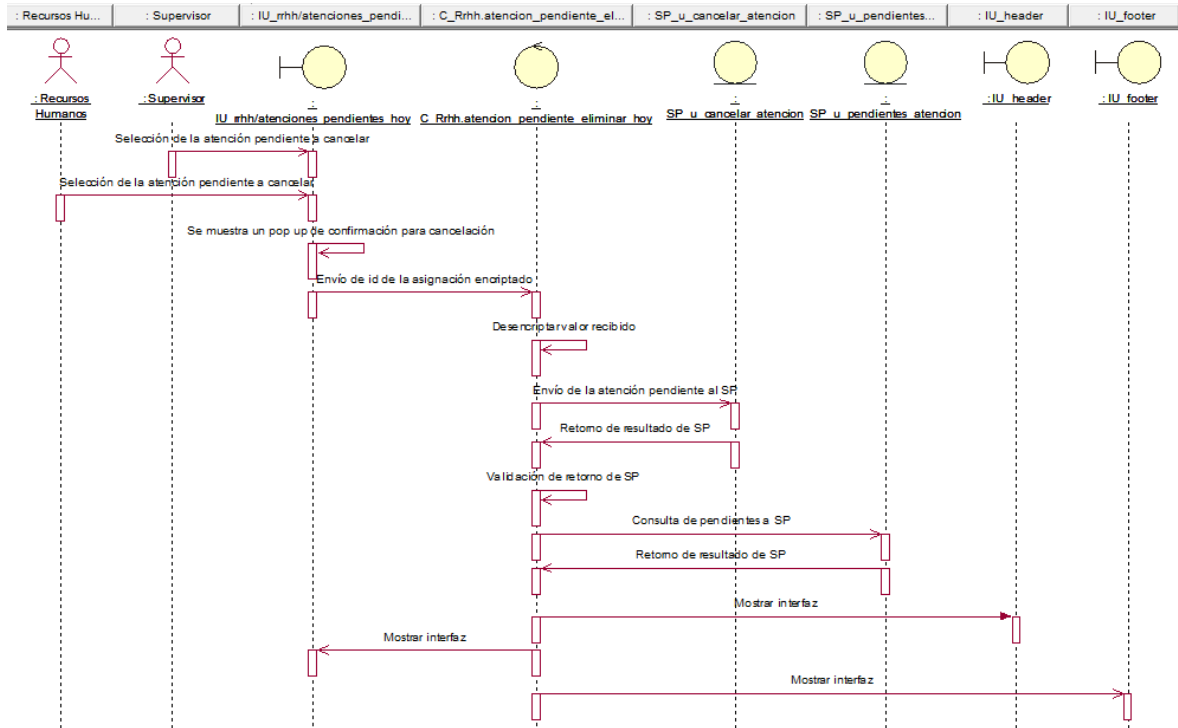 : Recursos Hu...
: Supervisor
: IU_rrhh/atenciones_pendi...
: C_Rrhh.atencion_pendiente_el...
: SP_u_cancelar_atencion
: SP_u_pendientes...
: IU_header
: IU_footer
: Recursos
Humanos
:Supervisor
:
IU_rrhh/atenciones_pendientes_hoy
:
C_Rrhh.atencion_pendiente_eliminar_hoy
:
SP_u_cancelar_atencion
:
SP_u_pendientes_atencion
: IU_header
: IU_footer
Selección de la atención pendiente a cancelar
Selección de la atención pendiente a cancelar
Se muestra un pop up de confirmación para cancelación
Envío de id de la asignación encriptado
Desencriptar valor recibido
Envío de la atención pendiente al SP
Retorno de resultado de SP
Validación de retorno de SP
Consulta de pendientes a SP
Retorno de resultado de SP
Mostrar interfaz
Mostrar interfaz
Mostrar interfaz